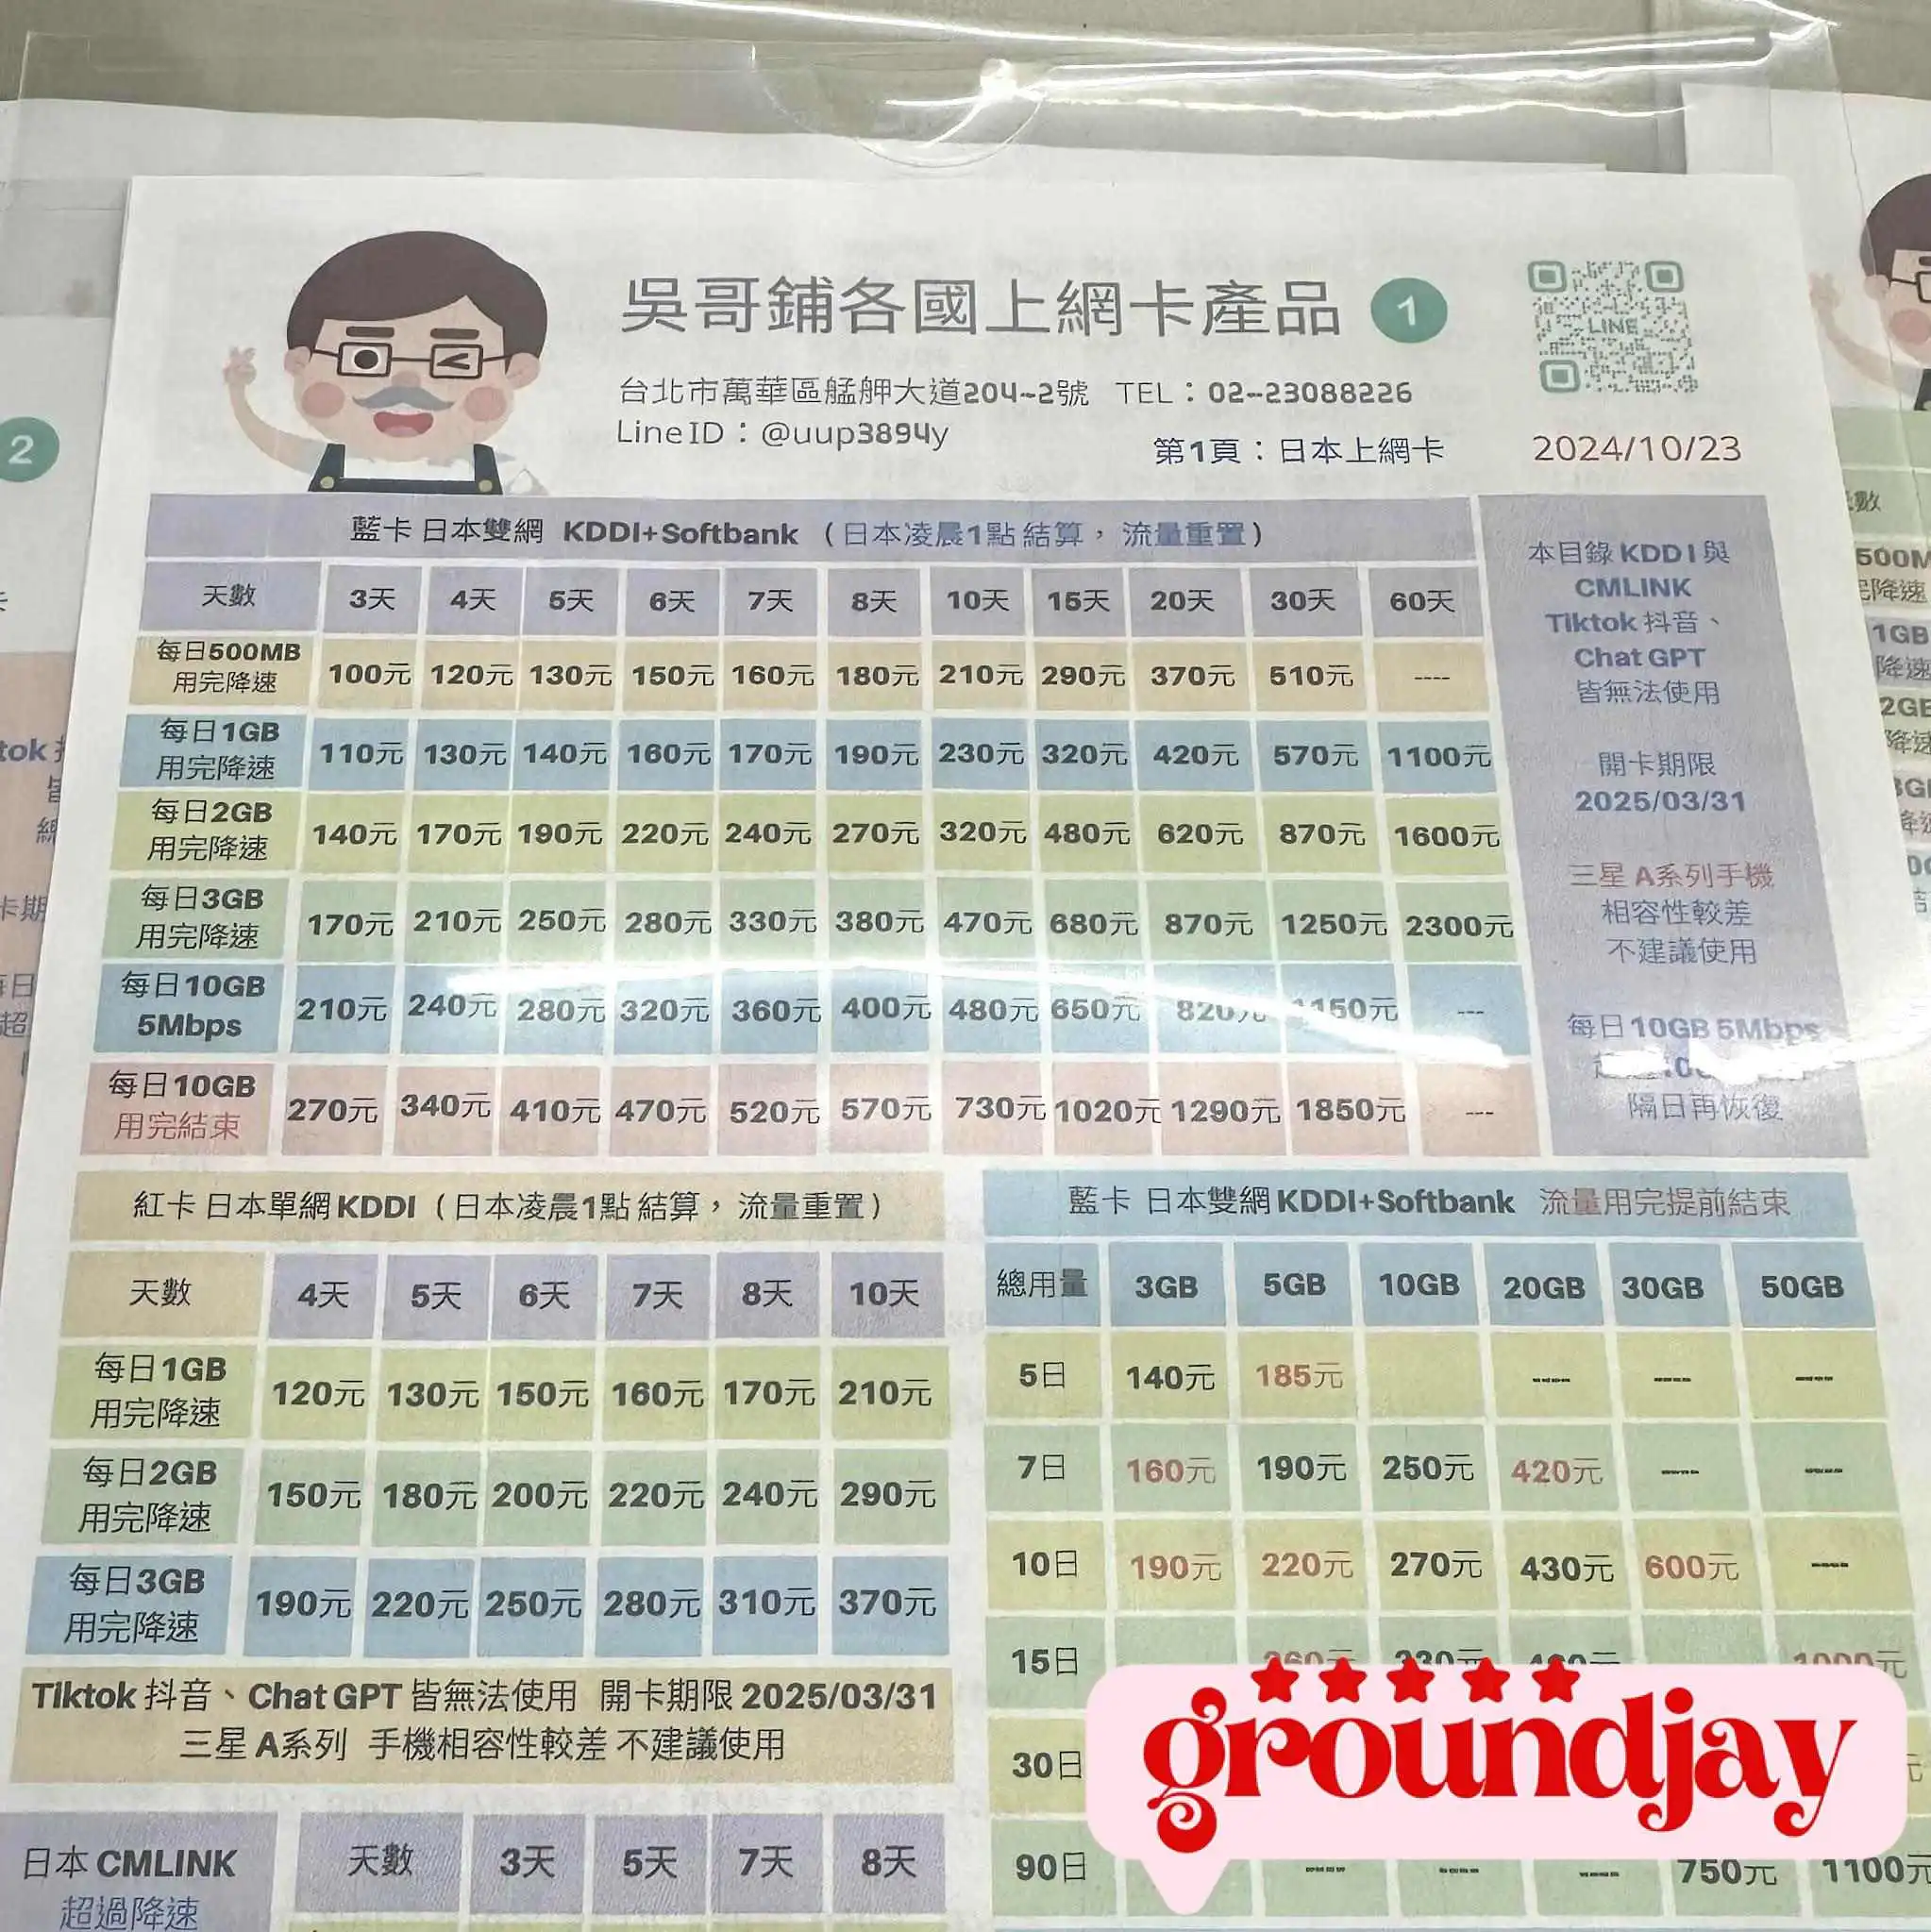 吳哥鋪各國上網卡產品 1
LINE
台北市萬華區艋舺大道204-2號 TEL：02-23088226
Line ID：@uup3894y
第1頁：日本上網卡 2024/10/23
藍卡 日本雙網 KDDI+Softbank （日本凌晨1點結算， 流量重置）
天數 3天 4天 5天 6天 7天 8天 10天 15天 20天 30天 60天
每日500MB
用完降速
100元 120元 130元 150元 160元 180元 210元 290元 370元 510元 ----
每日1GB
用完降速
110元 130元 140元 160元 170元 190元 230元 320元 420元 570元 1100元
每日2GB
用完降速
140元 170元 190元 220元 240元 270元 320元 480元 620元 870元 1600元
每日3GB
用完降速
170元 210元 250元 280元 330元 380元 470元 680元 870元 1250元 2300元
每日10GB
5Mbps
210元 240元 280元 320元 360元 400元 480元 650元 820元 1150元 ---
每日10GB
用完結束
270元 340元 410元 470元 520元 570元 730元 1020元 1290元 1850元 ---
本目錄 KDDI 與
CMLINK
Tiktok 抖音、
Chat GPT
皆無法使用
開卡期限
2025/03/31
三星 A系列手機
相容性較差
不建議使用
每日10GB 5Mbps
隔日再恢復
紅卡 日本單網 KDDI（日本凌晨1點結算， 流量重置）
天數 4天 5天 6天 7天 8天 10天
每日1GB
用完降速
120元 130元 150元 160元 170元 210元
每日2GB
用完降速
150元 180元 200元 220元 240元 290元
每日3GB
用完降速
190元 220元 250元 280元 310元 370元
Tiktok 抖音、Chat GPT 皆無法使用 開卡期限 2025/03/31
三星 A系列 手機相容性較差 不建議使用
日本 CMLINK
超過降速
天數 3天 5天 7天 8天
藍卡 日本雙網 KDDI+Softbank 流量用完提前結束
總用量 3GB 5GB 10GB 20GB 30GB 50GB
5日 140元 185元 ---- ---- ----
7日 160元 190元 250元 420元 ---- ----
10日 190元 220元 270元 430元 600元 ----
15日
30日
90日 ---- ---- ---- 750元 1100元
groundjay
2
500M
1GB
2GB